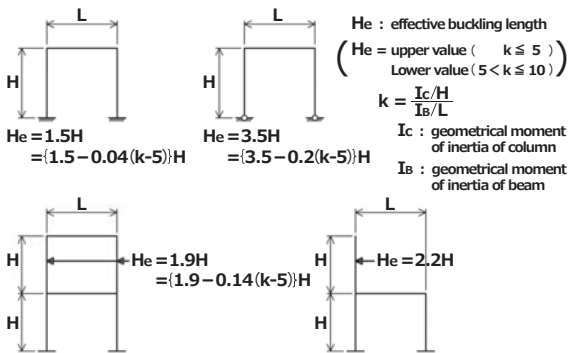 L
H
He = 1.5H
= {1.5 − 0.04 (k-5)}H
L
H
He = 3.5H
= {3.5 − 0.2 (k-5)}H
He : effective buckling length
( He = upper value ( k ≦ 5 )
Lower value ( 5 < k ≦ 10 ) )
k = Ic/H
IB/L
Ic : geometrical moment
of inertia of column
IB : geometrical moment
of inertia of beam
L
H
He = 1.9H
= {1.9 − 0.14 (k-5)}H
H
L
H
He = 2.2H
H